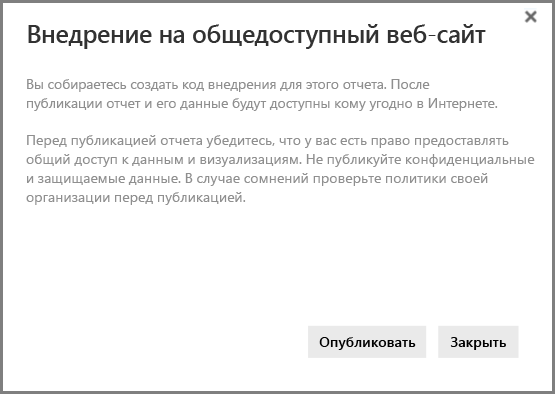 Внедрение на общедоступный веб-сайт
Вы собираетесь создать код внедрения для этого отчета. После
публикации отчет и его данные будут доступны кому угодно в Интернете.
Перед публикацией отчета убедитесь, что у вас есть право предоставлять
общий доступ к данным и визуализациям. Не публикуйте конфиденциальные
и защищаемые данные. В случае сомнений проверьте политики своей
организации перед публикацией.
Опубликовать Закрыть